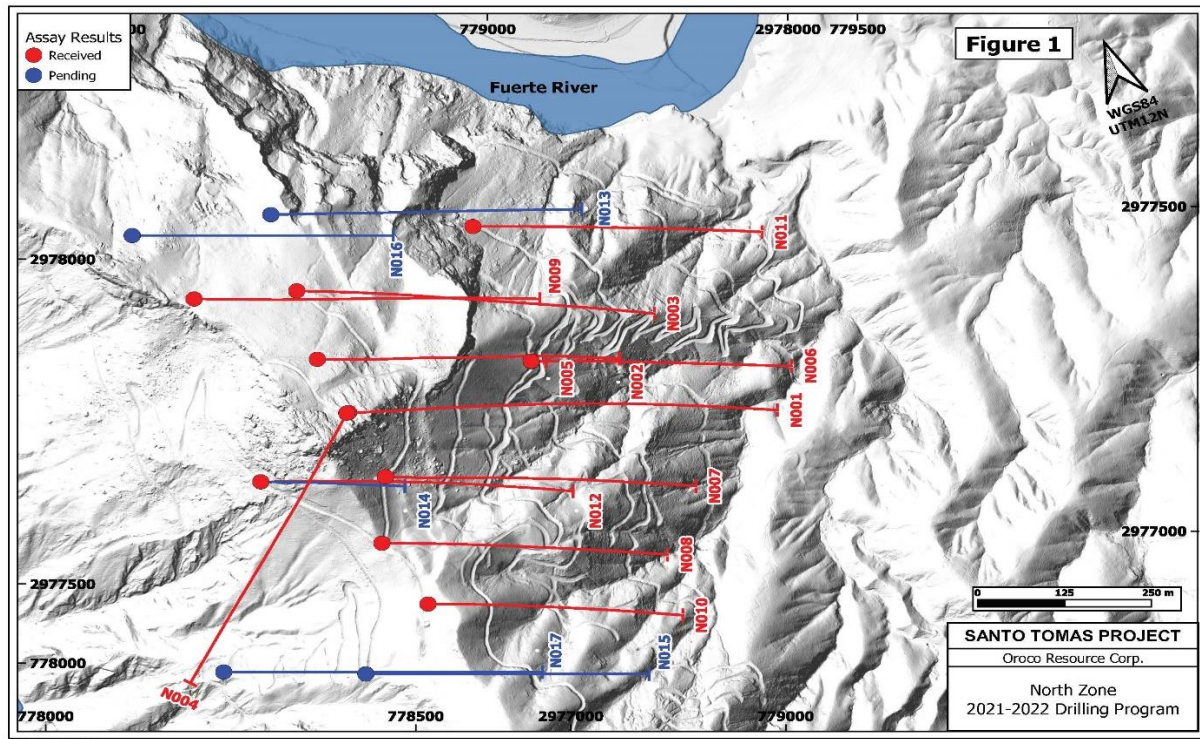 000
779000
2978000
779500
Assay Results
Received
Pending
Figure 1
Fuerte River
WGS84
UTM12N
N013
2977500
N011
N016
2978000
N009
N003
N005
N002
N006
N001
N007
N014
N012
2977000
N008
2977500
N010
0
125
250 m
N017
N015
778000
N004
778000
778500
2977000
779000
SANTO TOMAS PROJECT
Oroco Resource Corp.
North Zone
2021-2022 Drilling Program